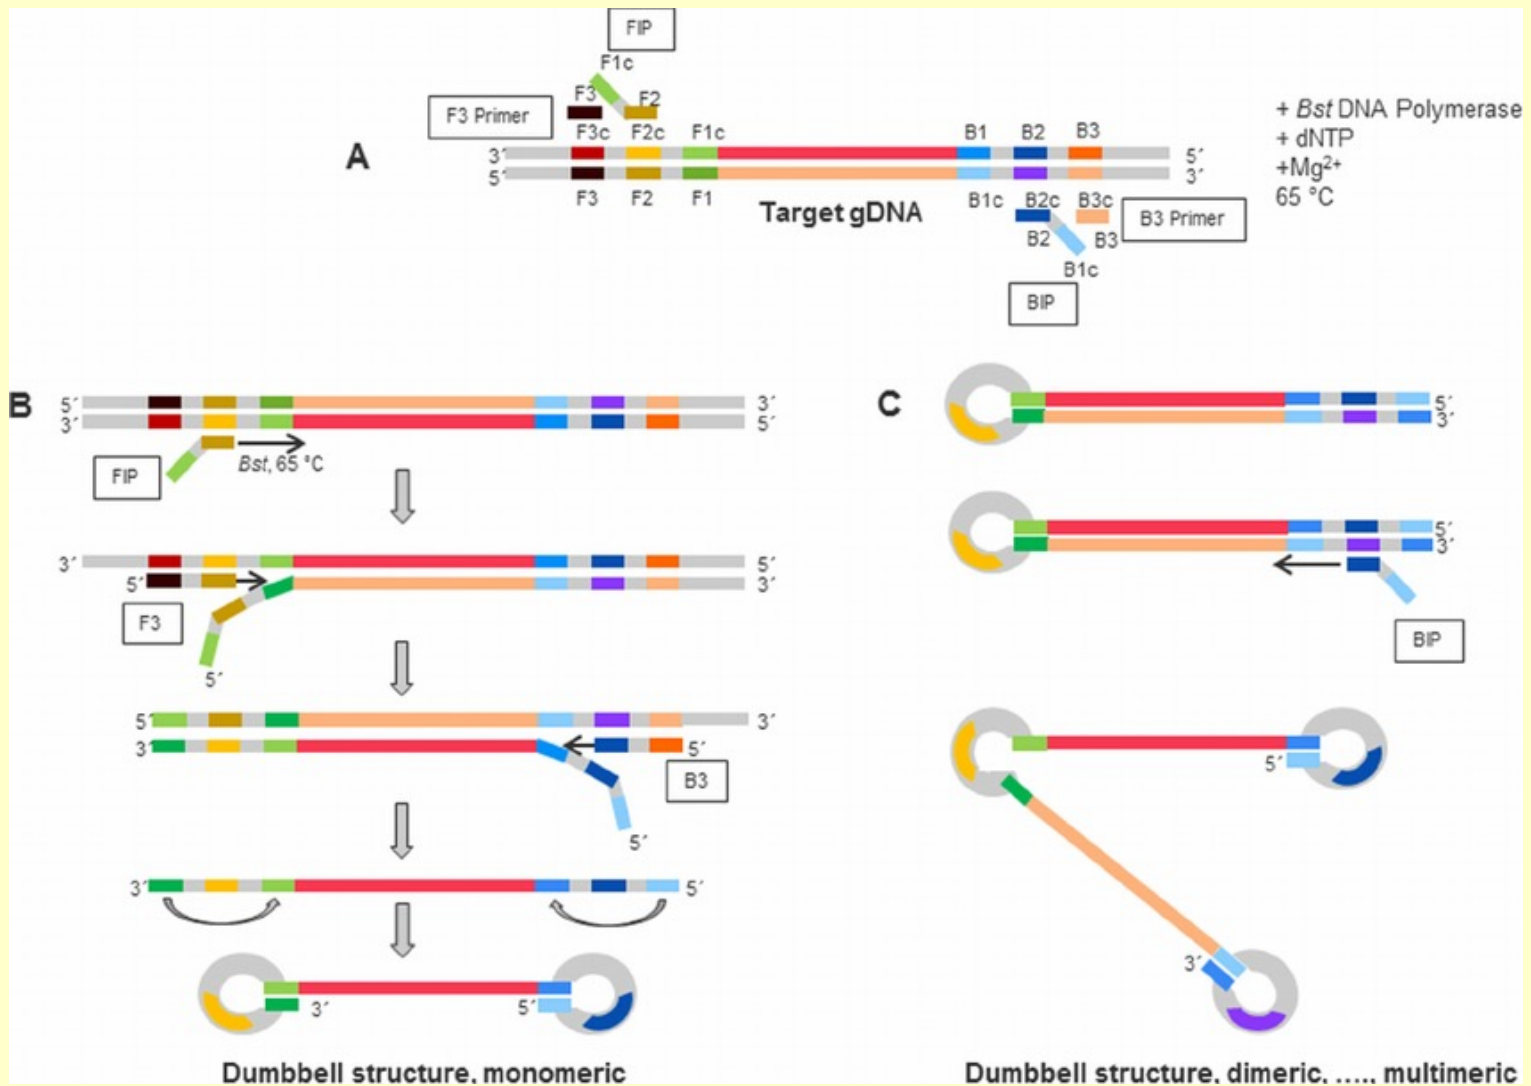 FIP
F1c
F3
F2
F3 Primer
F3c F2c F1c B1 B2 B3
+ Bst DNA Polymerase
+ dNTP
+Mg²⁺
65 °C
A
3´ 5´
5´ 3´
F3 F2 F1
Target gDNA
B1c B2c B3c
B3 Primer
B2 B3
B1c
BIP
B
5´ 3´
3´ 5´
FIP
Bst, 65 °C
3´ 5´
5´ 3´
F3
5´
5´ 3´
3´ 5´
B3
5´
3´ 5´
3´ 5´
Dumbbell structure, monomeric
C
5´
3´
5´
3´
BIP
5´
3´
Dumbbell structure, dimeric, ...., multimeric